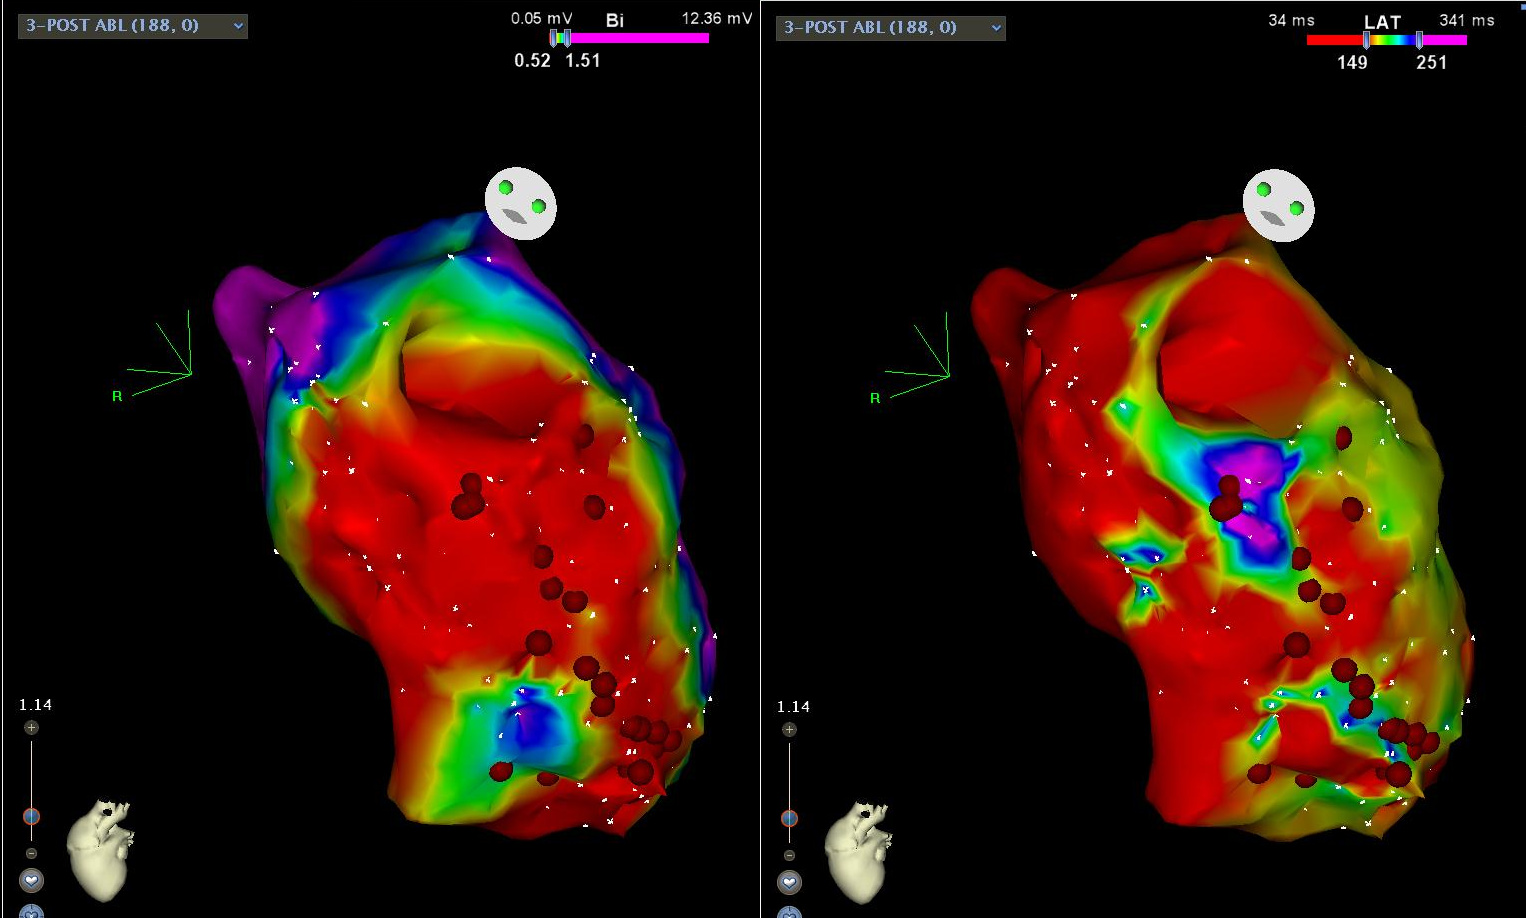 3-POST ABL (188, 0)
0.05 mV Bi 12.36 mV
0.52 1.51
R
1.14
3-POST ABL (188, 0)
34 ms LAT 341 ms
149 251
R
1.14